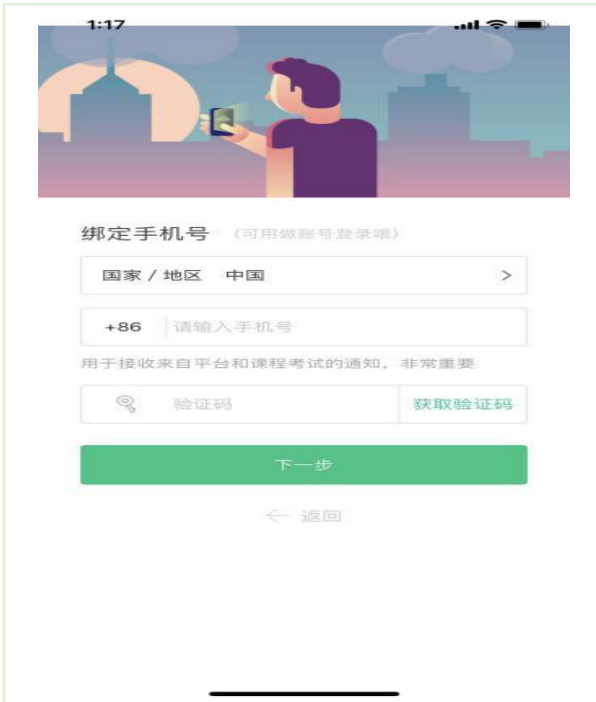 1:17
绑定手机号 （可用做账号登录哦）
国家 / 地区 中国 >
+86 请输入手机号
用于接收来自平台和课程考试的通知，非常重要
验证码 获取验证码
下一步
← 返回